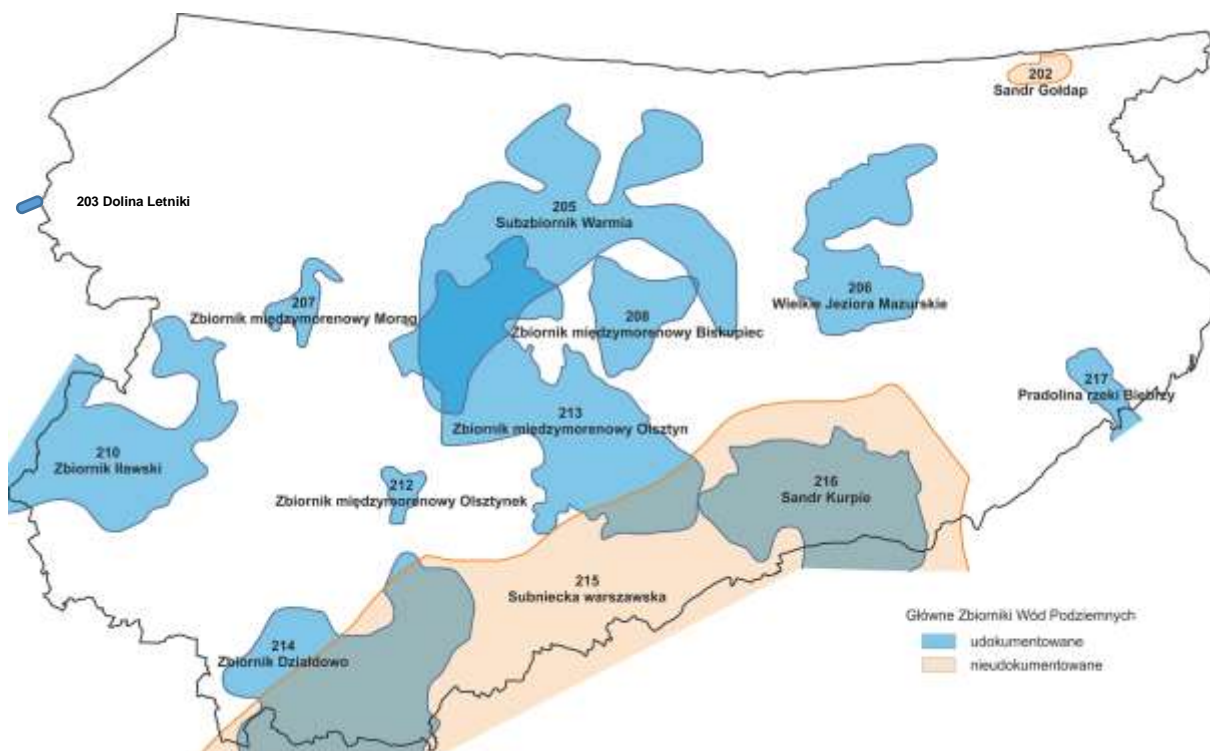 202
Sandr Gołdap
203 Dolina Letniki
205
Subzbiornik Warmia
206
Wielkie Jeziora Mazurskie
207
Zbiornik międzymorenowy Morąg
208
Zbiornik międzymorenowy Biskupiec
217
Pradolina rzeki Biebrzy
213
Zbiornik międzymorenowy Olsztyn
210
Zbiornik Iławski
212
Zbiornik międzymorenowy Olsztynek
216
Sandr Kurpie
215
Subniecka warszawska
214
Zbiornik Działdowo
Główne Zbiorniki Wód Podziemnych
udokumentowane
nieudokumentowane